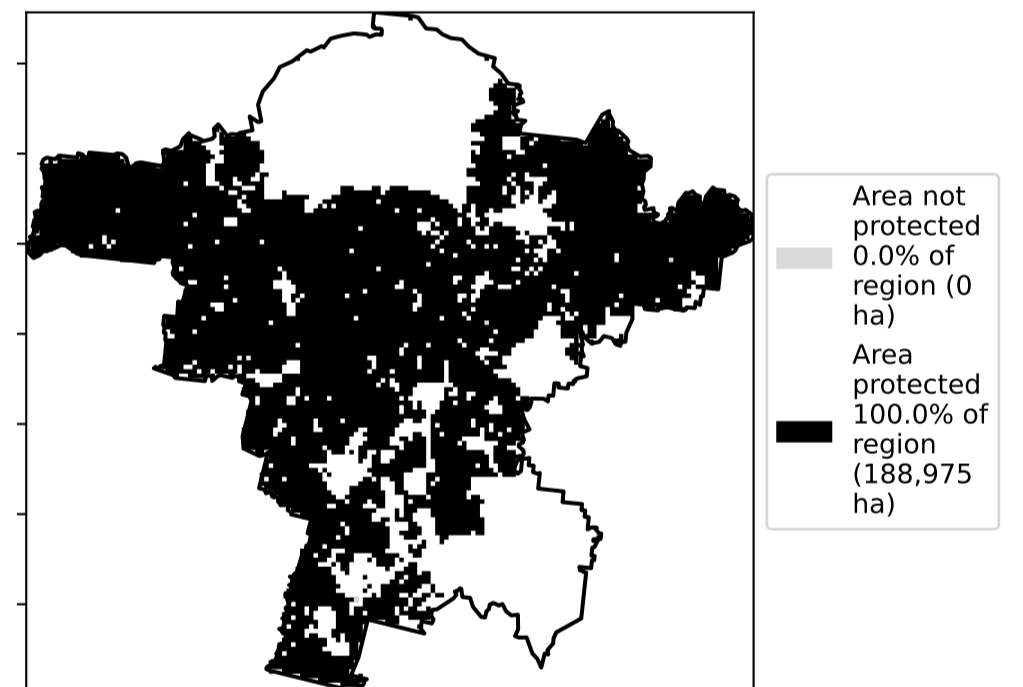 Area not
protected
0.0% of
region (0
ha)
Area
protected
100.0% of
region
(188,975
ha)